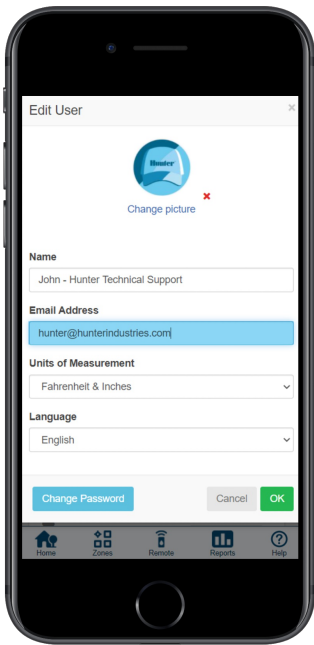 Edit User
×
Hunter
Change picture
Name
John - Hunter Technical Support
Email Address
hunter@hunterindustries.com
Units of Measurement
Fahrenheit & Inches
Language
English
Change Password
Cancel
OK
Home
Zones
Remote
Reports
Help